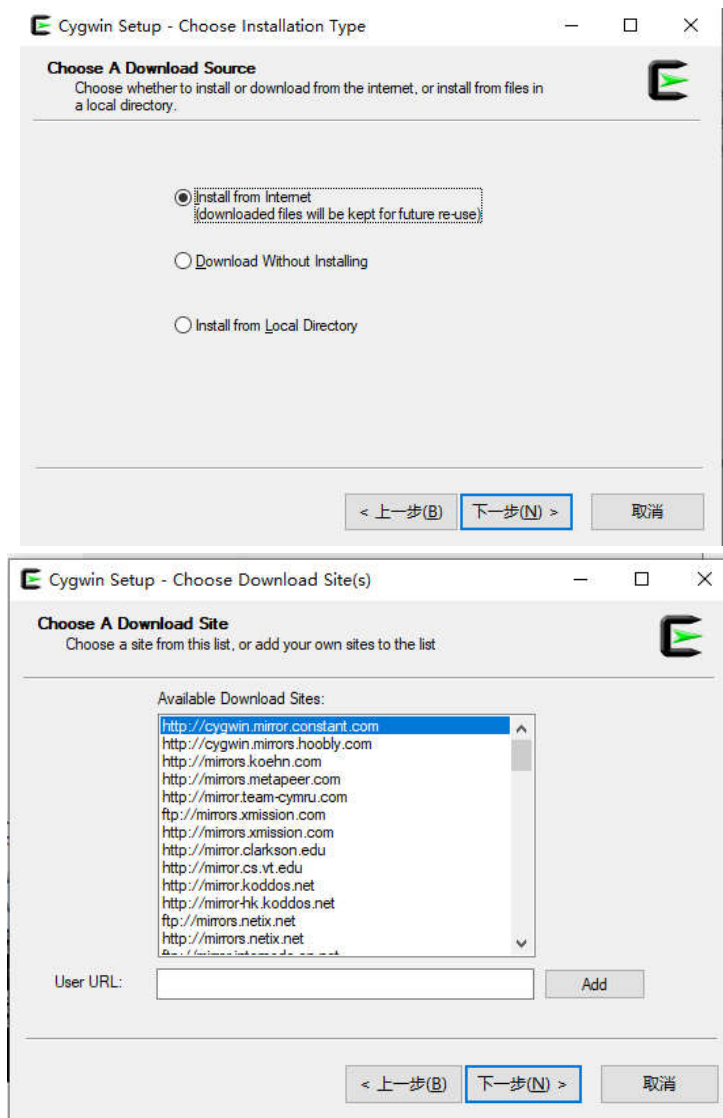 Cygwin Setup - Choose Installation Type
Choose A Download Source
Choose whether to install or download from the internet, or install from files in
a local directory.
Install from Internet
(downloaded files will be kept for future re-use)
Download Without Installing
Install from Local Directory
< 上一步(B)
下一步(N) >
取消
Cygwin Setup - Choose Download Site(s)
Choose A Download Site
Choose a site from this list, or add your own sites to the list
Available Download Sites:
http://cygwin.mirror.constant.com
http://cygwin.mirrors.hoobly.com
http://mirrors.koehn.com
http://mirrors.metapeer.com
http://mirror.team-cymru.com
ftp://mirrors.xmission.com
http://mirrors.xmission.com
http://mirror.clarkson.edu
http://mirror.cs.vt.edu
http://mirror.koddos.net
http://mirror-hk.koddos.net
ftp://mirrors.netix.net
http://mirrors.netix.net
User URL:
Add
< 上一步(B)
下一步(N) >
取消